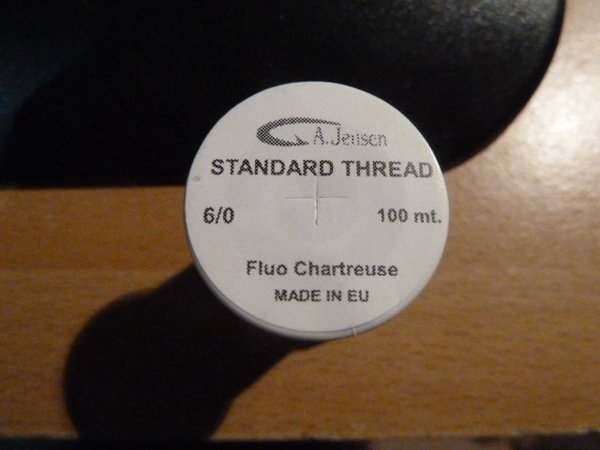 A.Jensen
STANDARD THREAD
6/0 100 mt.
Fluo Chartreuse
MADE IN EU